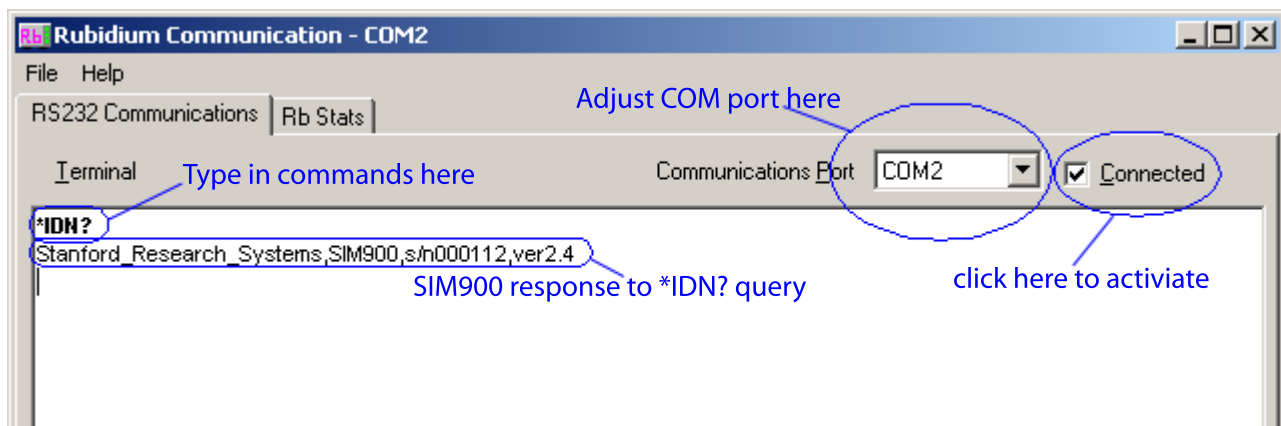 Rb Rubidium Communication - COM2
File Help
RS232 Communications Rb Stats
Adjust COM port here
Terminal Type in commands here Communications Port COM2 Connected
*IDN?
Stanford_Research_Systems,SIM900,s/n000112,ver2.4
SIM900 response to *IDN? query
click here to activiate